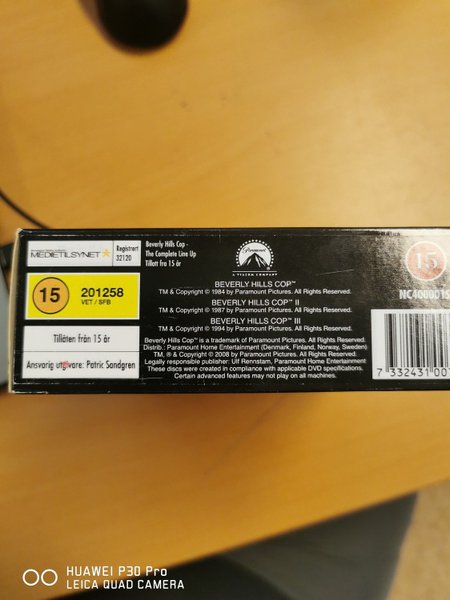 MEDIETILSYNET
Registrert
32120
Beverly Hills Cop -
The Complete Line Up
Tillatt fra 15 år
15
201258
VET / SFB
Tillåten från 15 år
Ansvarig utgivare: Patric Sandgren
Paramount
A VIACOM COMPANY
BEVERLY HILLS COP™
TM & Copyright © 1984 by Paramount Pictures. All Rights Reserved.
BEVERLY HILLS COP™ II
TM & Copyright © 1987 by Paramount Pictures. All Rights Reserved.
BEVERLY HILLS COP™ III
TM & Copyright © 1994 by Paramount Pictures. All Rights Reserved.
Beverly Hills Cop™ is a trademark of Paramount Pictures. All Rights Reserved.
Distrib.: Paramount Home Entertainment (Denmark, Finland, Norway, Sweden)
TM, ® & Copyright © 2008 by Paramount Pictures. All Rights Reserved.
Legally responsible publisher: Ulf Rennstam, Paramount Home Entertainment
These discs were created in compliance with applicable DVD specifications.
Certain advanced features may not play on all machines.
15
7 332431 00
HUAWEI P30 Pro
LEICA QUAD CAMERA